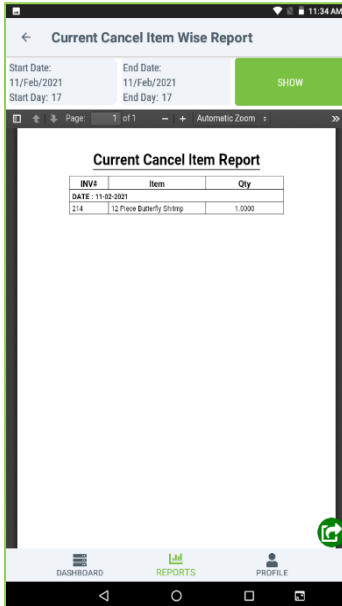 11:34 AM
Current Cancel Item Wise Report
Start Date:
11/Feb/2021
Start Day: 17
End Date:
11/Feb/2021
End Day: 17
SHOW
Page: 1 of 1 − + Automatic Zoom
Current Cancel Item Report
INV# Item Qty
DATE : 11-02-2021
214 12 Piece Butterfly Shrimp 1.0000
DASHBOARD REPORTS PROFILE